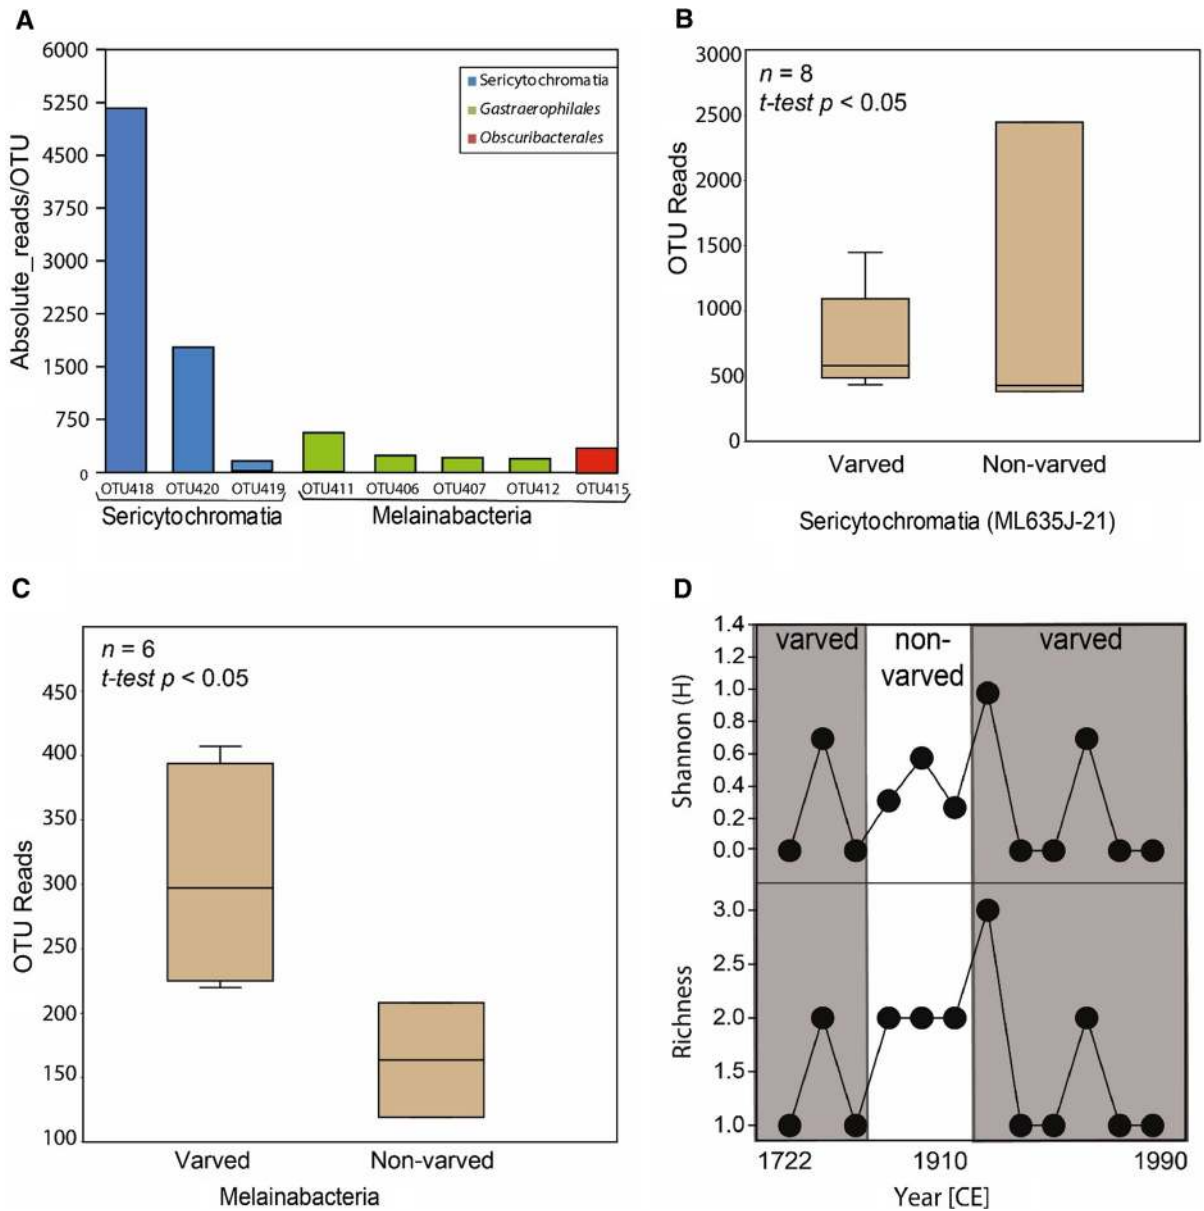 A
Absolute_reads/OTU
6000
5250
4500
3750
3000
2250
1500
750
0
Sericytochromatia
Gastraerophilales
Obscuribacterales
OTU418 OTU420 OTU419 OTU411 OTU406 OTU407 OTU412 OTU415
Sericytochromatia Melainabacteria
B
OTU Reads
3000
2500
2000
1500
1000
500
0
n = 8
t-test p < 0.05
Varved Non-varved
Sericytochromatia (ML635J-21)
C
OTU Reads
450
400
350
300
250
200
150
100
n = 6
t-test p < 0.05
Varved Non-varved
Melainabacteria
D
varved non-varved varved
Shannon (H)
1.4
1.2
1.0
0.8
0.6
0.4
0.2
0.0
Richness
3.0
2.5
2.0
1.5
1.0
1722 1910 1990
Year [CE]